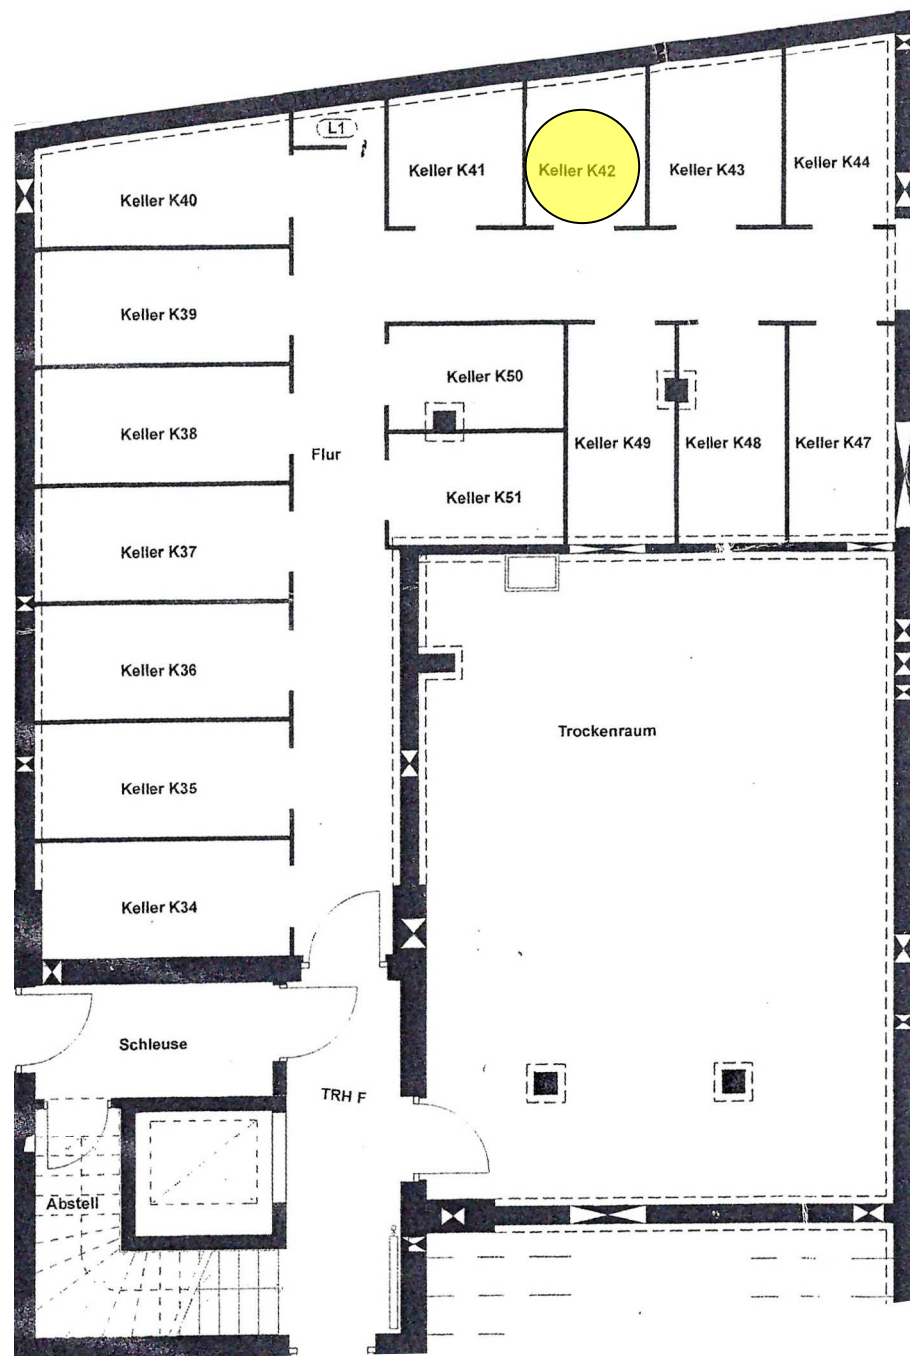 L1
Keller K41
Keller K42
Keller K43
Keller K44
Keller K40
Keller K39
Keller K50
Keller K38
Flur
Keller K49
Keller K48
Keller K47
Keller K51
Keller K37
Keller K36
Trockenraum
Keller K35
Keller K34
Schleuse
TRH F
Abstell